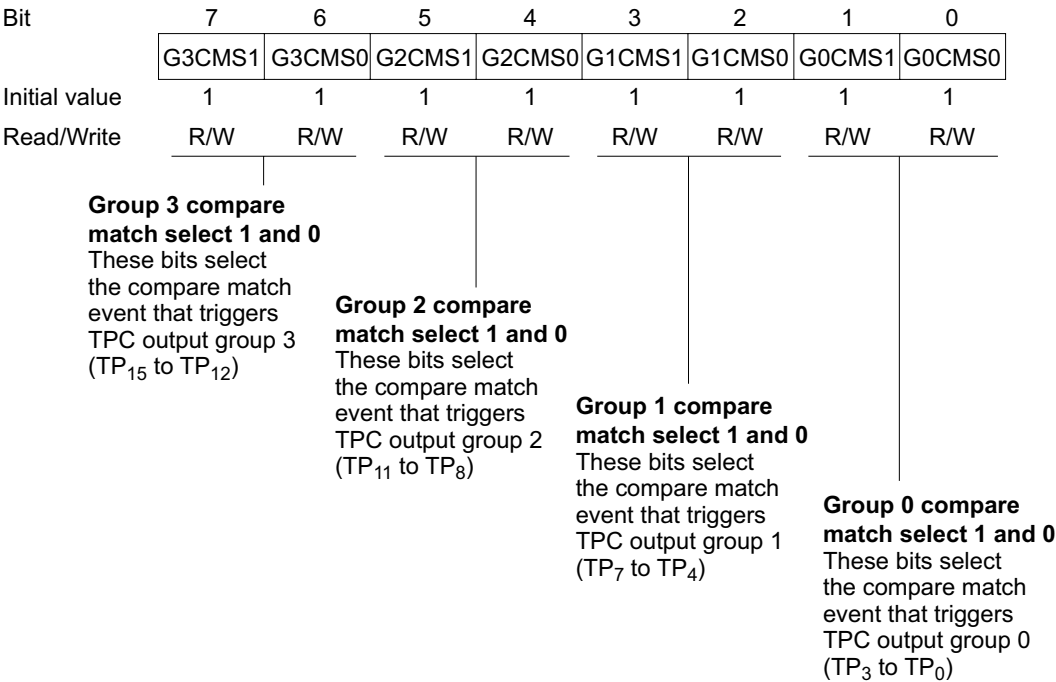 Bit 7 6 5 4 3 2 1 0
G3CMS1 G3CMS0 G2CMS1 G2CMS0 G1CMS1 G1CMS0 G0CMS1 G0CMS0
Initial value 1 1 1 1 1 1 1 1
Read/Write R/W R/W R/W R/W R/W R/W R/W R/W
Group 3 compare
match select 1 and 0
These bits select
the compare match
event that triggers
TPC output group 3
(TP15 to TP12)
Group 2 compare
match select 1 and 0
These bits select
the compare match
event that triggers
TPC output group 2
(TP11 to TP8)
Group 1 compare
match select 1 and 0
These bits select
the compare match
event that triggers
TPC output group 1
(TP7 to TP4)
Group 0 compare
match select 1 and 0
These bits select
the compare match
event that triggers
TPC output group 0
(TP3 to TP0)